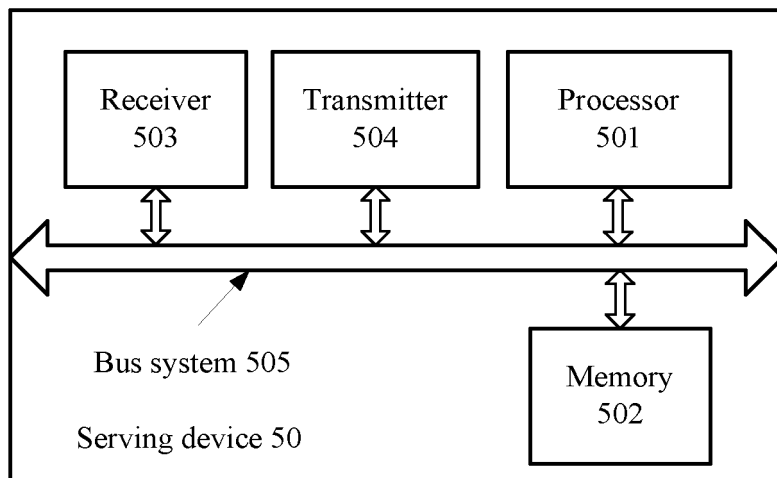 Receiver
503
Transmitter
504
Processor
501
Bus system 505
Memory
502
Serving device 50